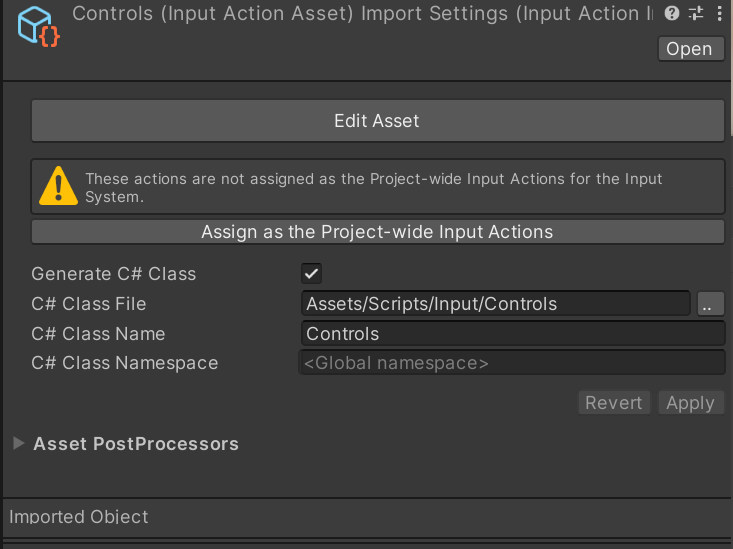 Controls (Input Action Asset) Import Settings (Input Action I
Open
Edit Asset
These actions are not assigned as the Project-wide Input Actions for the Input
System.
Assign as the Project-wide Input Actions
Generate C# Class
C# Class File
Assets/Scripts/Input/Controls
..
C# Class Name
Controls
C# Class Namespace
<Global namespace>
Revert
Apply
Asset PostProcessors
Imported Object